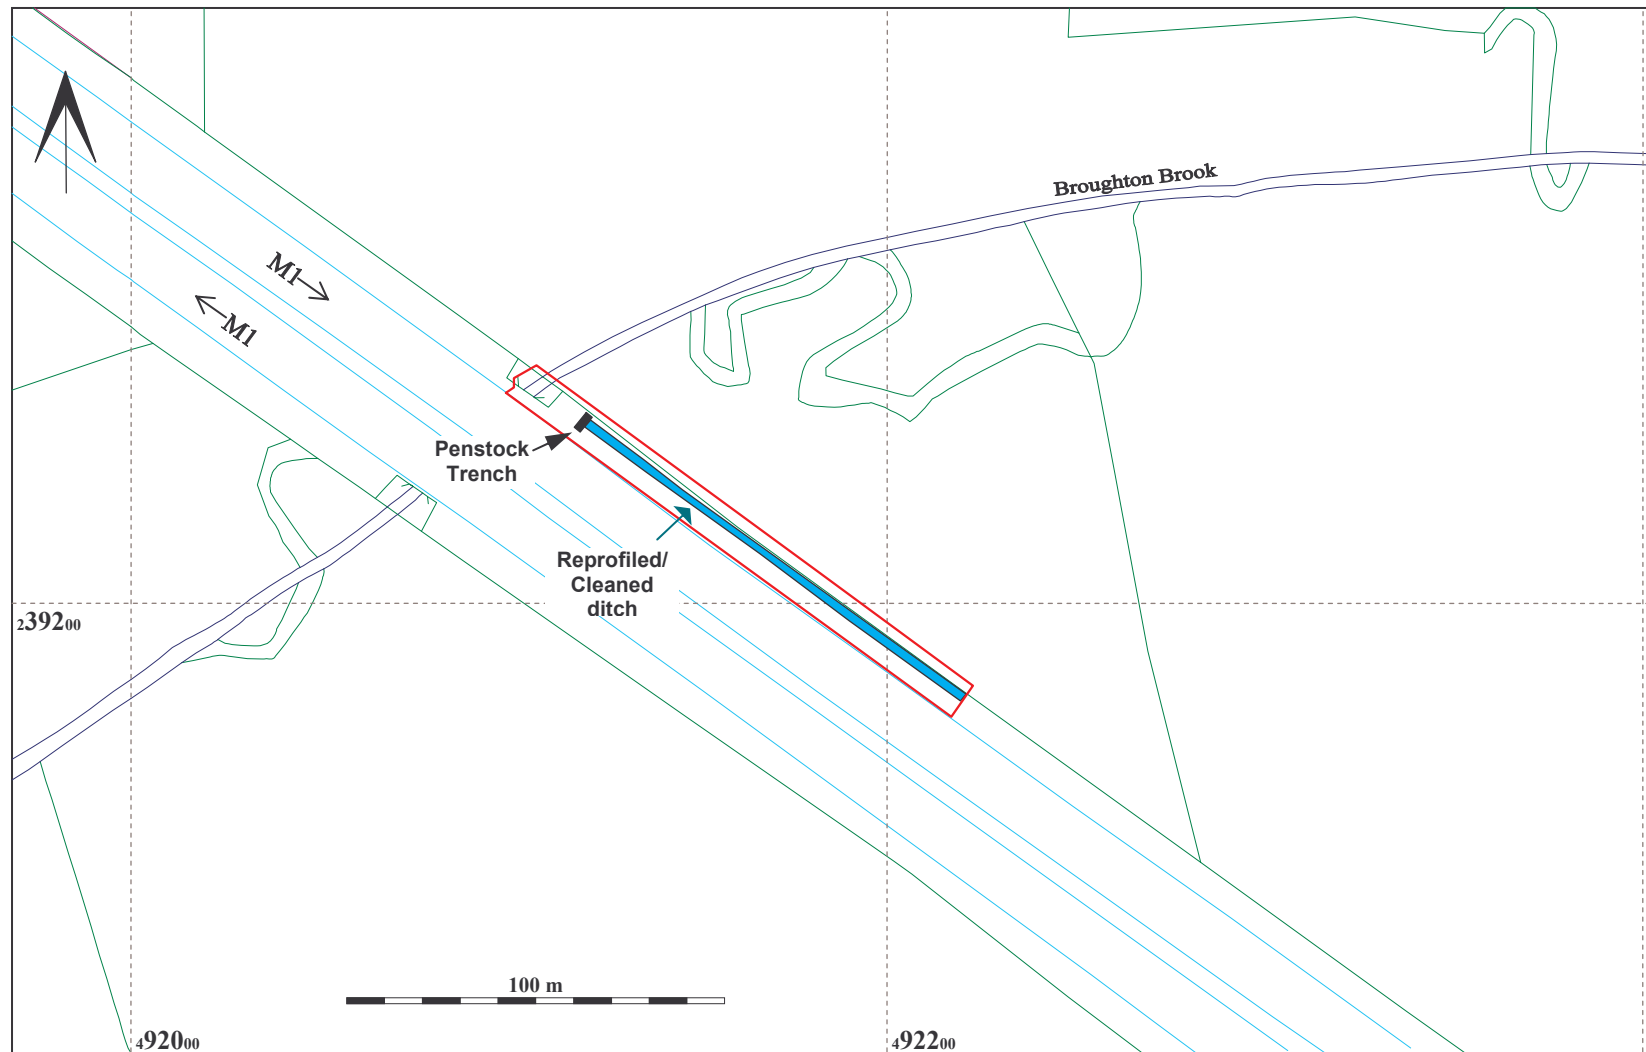 Broughton Brook
M1
M1
Penstock
Trench
Reprofiled/
Cleaned
ditch
239200
100 m
492000
492200